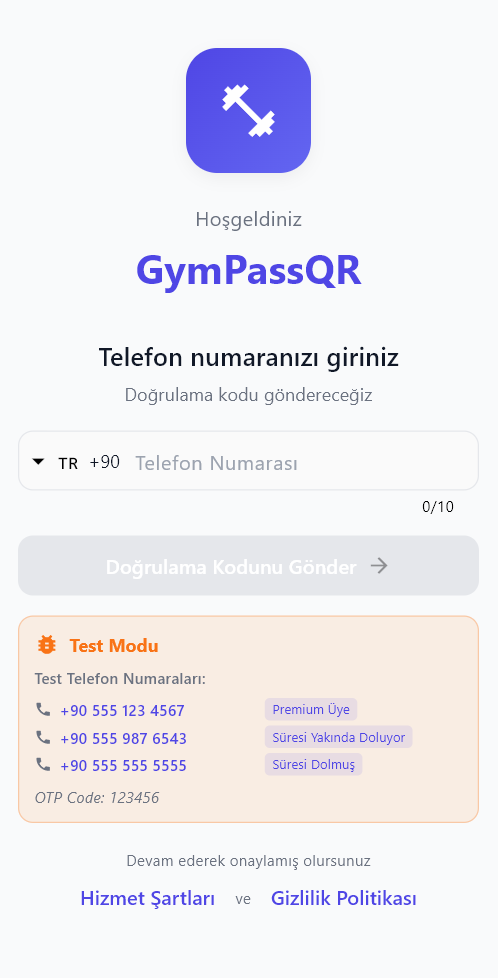 Hoşgeldiniz
GymPassQR
Telefon numaranızı giriniz
Doğrulama kodu göndereceğiz
TR +90 Telefon Numarası
0/10
Doğrulama Kodunu Gönder
Test Modu
Test Telefon Numaraları:
+90 555 123 4567 Premium Üye
+90 555 987 6543 Süresi Yakında Doluyor
+90 555 555 5555 Süresi Dolmuş
OTP Code: 123456
Devam ederek onaylamış olursunuz
Hizmet Şartları ve Gizlilik Politikası